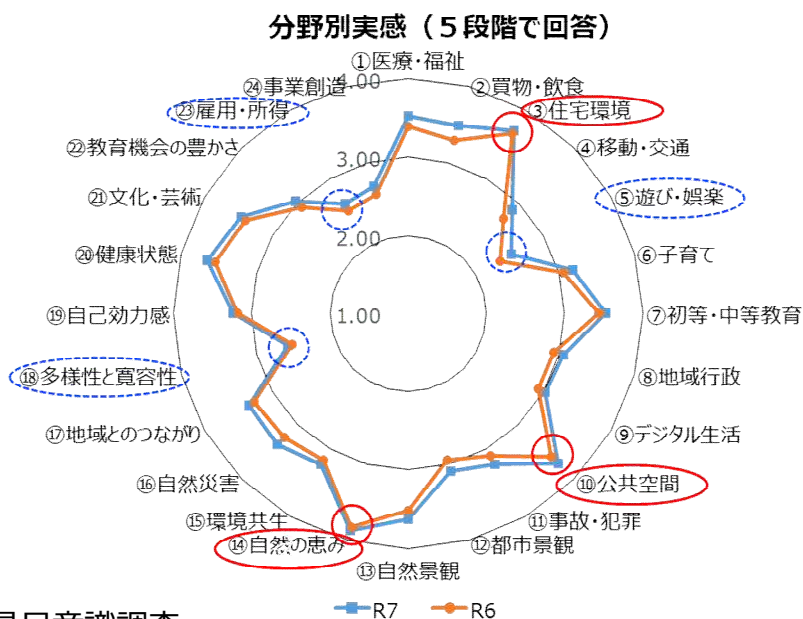 分野別実感（５段階で回答）
①医療・福祉
②買物・飲食
③住宅環境
④移動・交通
⑤遊び・娯楽
⑥子育て
⑦初等・中等教育
⑧地域行政
⑨デジタル生活
⑩公共空間
⑪事故・犯罪
⑫都市景観
⑬自然景観
⑭自然の恵み
⑮環境共生
⑯自然災害
⑰地域とのつながり
⑱多様性と寛容性
⑲自己効力感
⑳健康状態
㉑文化・芸術
㉒教育機会の豊かさ
㉓雇用・所得
㉔事業創造
4.00
3.00
2.00
1.00
R7
R6